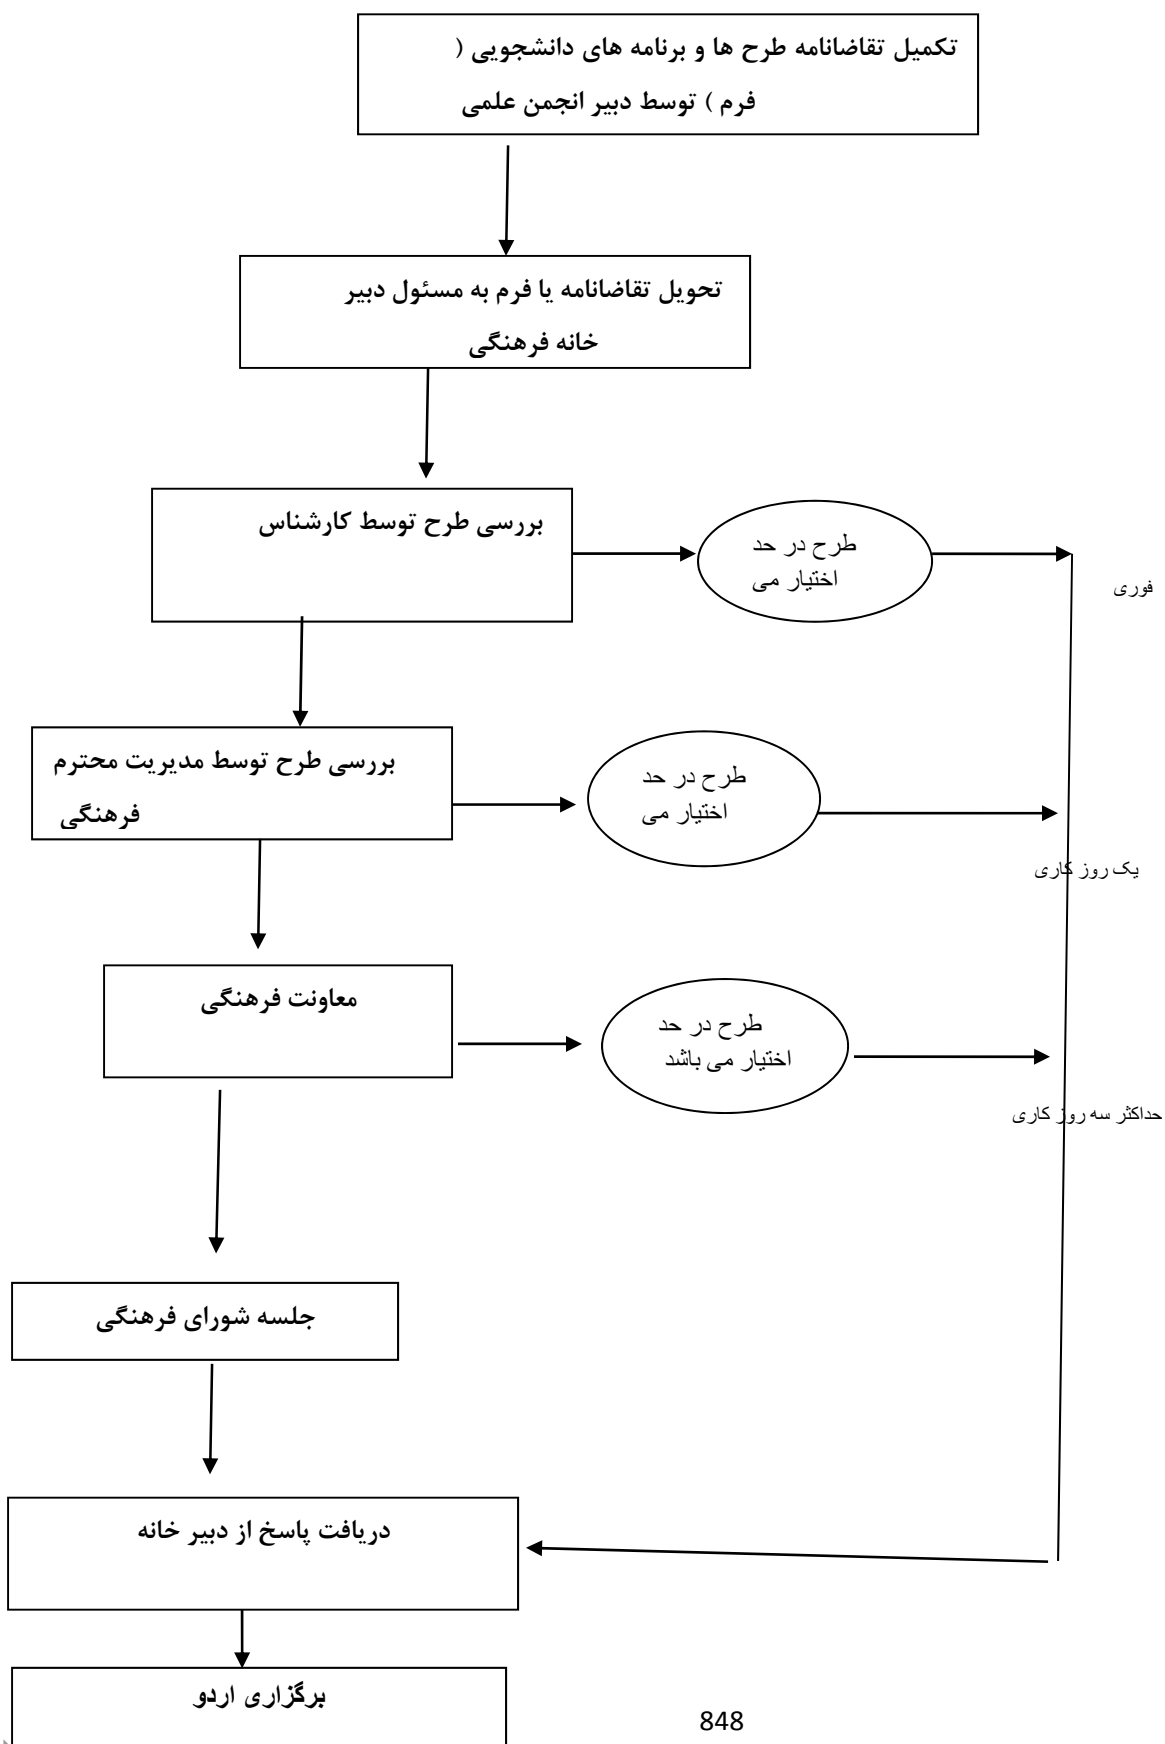 تکمیل تقاضانامه طرح ها و برنامه های دانشجویی (
فرم ) توسط دبیر انجمن علمی
تحویل تقاضانامه یا فرم به مسئول دبیر
خانه فرهنگی
بررسی طرح توسط کارشناس
طرح در حد
اختیار می
فوری
بررسی طرح توسط مدیریت محترم
فرهنگی
طرح در حد
اختیار می
یک روز کاری
معاونت فرهنگی
طرح در حد
اختیار می باشد
حداکثر سه روز کاری
جلسه شورای فرهنگی
دریافت پاسخ از دبیر خانه
برگزاری اردو
848